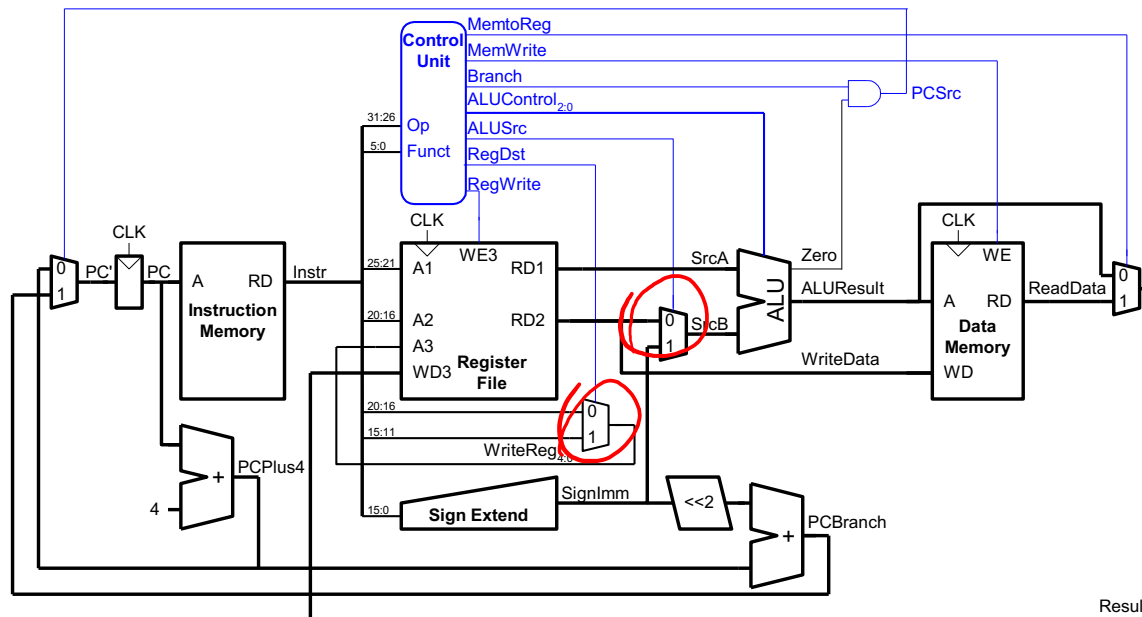 MemtoReg
Control Unit
MemWrite
Branch
ALUControl2:0
PCSrc
31:26
Op
ALUSrc
5:0
Funct
RegDst
RegWrite
CLK
CLK
CLK
0
1
PC'
PC
A
RD
Instr
Instruction Memory
25:21
A1
WE3
RD1
SrcA
Zero
WE
0
1
20:16
A2
RD2
0
1
SrcB
ALU
ALUResult
A
RD
ReadData
Data Memory
A3
WD3
Register File
WriteData
WD
20:16
0
15:11
1
WriteReg4:0
PCPlus4
+
4
SignImm
15:0
Sign Extend
<<2
+
PCBranch
Resul